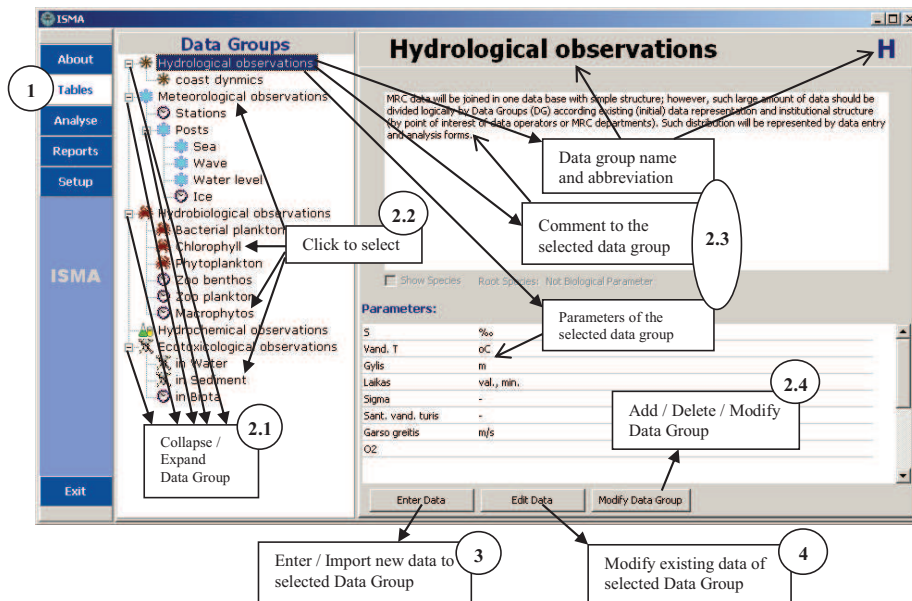 ISMA
About
Tables
Analyse
Reports
Setup
ISMA
Exit
1
Data Groups
Hydrological observations
coast dynmics
Meteorological observations
Stations
Posts
Sea
Wave
Water level
Ice
Hydrobiological observations
Bacterial plankton
Chlorophyll
Phytoplankton
Zoo benthos
Zoo plankton
Macrophytos
Hydrochemical observations
Ecotoxicological observations
in Water
in Sediment
in Biota
2.2
Click to select
2.1
Collapse /
Expand
Data Group
Hydrological observations H
MRC data will be joined in one data base with simple structure; however, such large amount of data should be
divided logically by Data Groups (DG) according existing (initial) data representation and institutional structure
(by point of interest of data operators or MRC departments). Such distribution will be represented by data entry
and analysis forms.
Data group name
and abbreviation
Comment to the
selected data group
2.3
Show Species Root Species: Not Biological Parameter
Parameters of the
selected data group
Parameters:
S ‰
Vand. T oC
Gylis m
Laikas val., min.
Sigma -
Sant. vand. turis -
Garso greitis m/s
O2
2.4
Add / Delete / Modify
Data Group
Enter Data Edit Data Modify Data Group
3
Enter / Import new data to
selected Data Group
4
Modify existing data of
selected Data Group